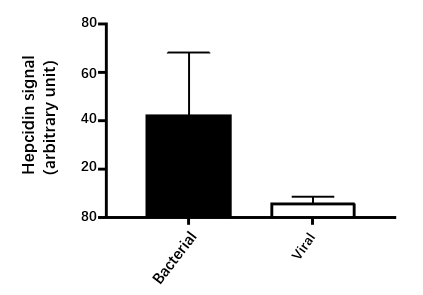 Hepcidin signal
(arbitrary unit)
80
60
40
20
80
Bacterial
Viral